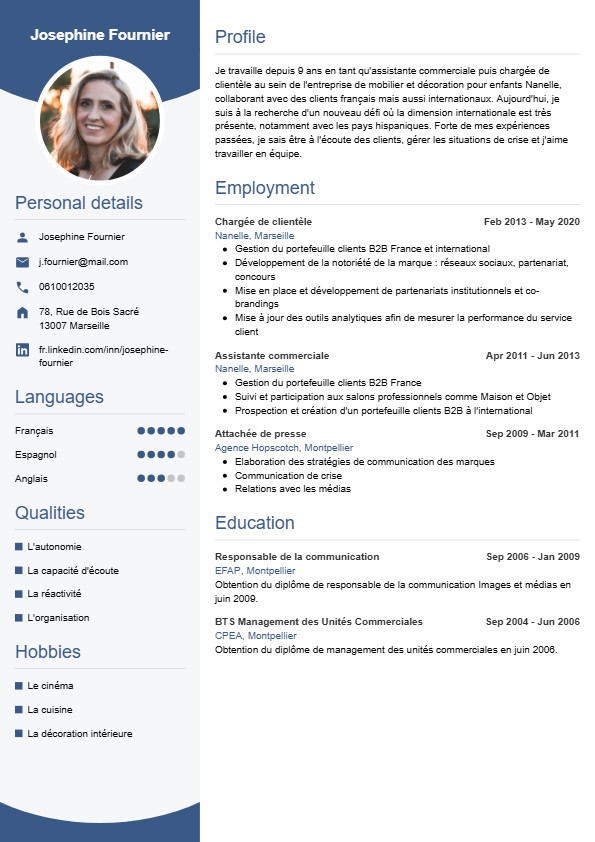 Josephine Fournier
Personal details
Josephine Fournier
j.fournier@mail.com
0610012035
78, Rue de Bois Sacré
13007 Marseille
fr.linkedin.com/inn/josephine-
fournier
Languages
Français
Espagnol
Anglais
Qualities
L'autonomie
La capacité d'écoute
La réactivité
L'organisation
Hobbies
Le cinéma
La cuisine
La décoration intérieure
Profile
Je travaille depuis 9 ans en tant qu'assistante commerciale puis chargée de
clientèle au sein de l'entreprise de mobilier et décoration pour enfants Nanelle,
collaborant avec des clients français mais aussi internationaux. Aujourd'hui, je
suis à la recherche d'un nouveau défi où la dimension internationale est très
présente, notamment avec les pays hispaniques. Forte de mes expériences
passées, je sais être à l'écoute des clients, gérer les situations de crise et j'aime
travailler en équipe.
Employment
Chargée de clientèle Feb 2013 - May 2020
Nanelle, Marseille
• Gestion du portefeuille clients B2B France et international
• Développement de la notoriété de la marque : réseaux sociaux, partenariat,
concours
• Mise en place et développement de partenariats institutionnels et co-
brandings
• Mise à jour des outils analytiques afin de mesurer la performance du service
client
Assistante commerciale Apr 2011 - Jun 2013
Nanelle, Marseille
• Gestion du portefeuille clients B2B France
• Suivi et participation aux salons professionnels comme Maison et Objet
• Prospection et création d'un portefeuille clients B2B à l'international
Attachée de presse Sep 2009 - Mar 2011
Agence Hopscotch, Montpellier
• Elaboration des stratégies de communication des marques
• Communication de crise
• Relations avec les médias
Education
Responsable de la communication Sep 2006 - Jan 2009
EFAP, Montpellier
Obtention du diplôme de responsable de la communication Images et médias en
juin 2009.
BTS Management des Unités Commerciales Sep 2004 - Jun 2006
CPEA, Montpellier
Obtention du diplôme de management des unités commerciales en juin 2006.